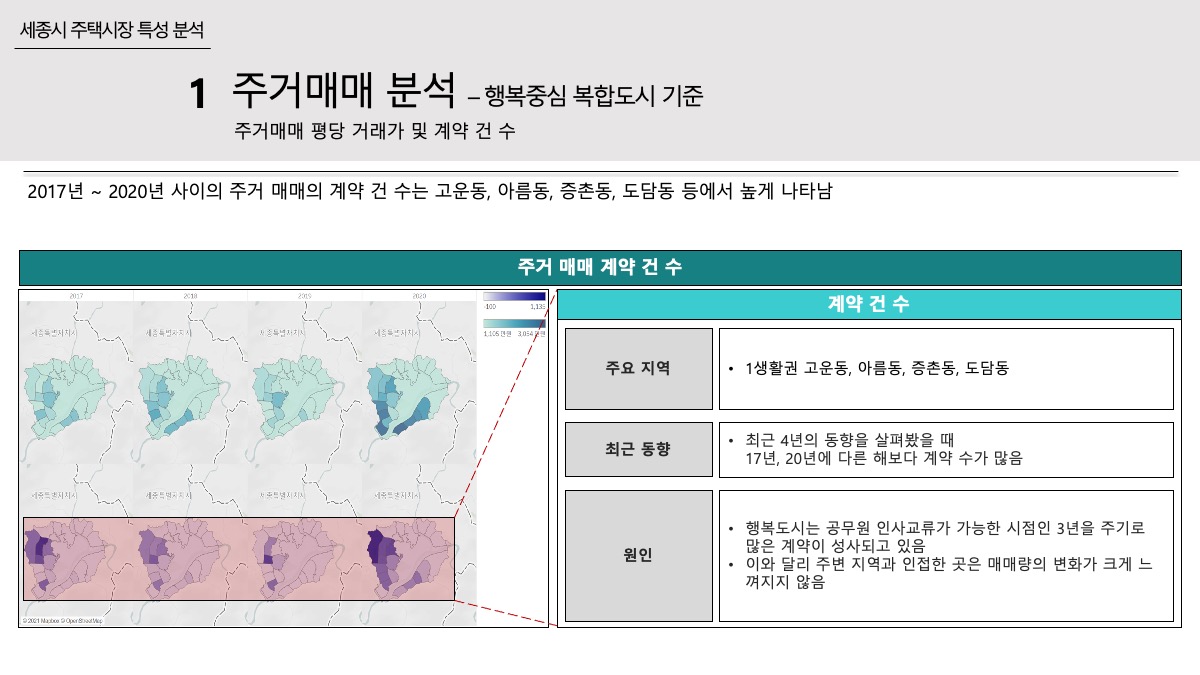 세종시 주택시장 특성 분석
1 주거매매 분석 – 행복중심 복합도시 기준
주거매매 평당 거래가 및 계약 건 수
2017년 ~ 2020년 사이의 주거 매매의 계약 건 수는 고운동, 아름동, 증촌동, 도담동 등에서 높게 나타남
주거 매매 계약 건 수
2017 2018 2019 2020
-100 1,135
1,105 만원 3,064 만원
세종특별자치시 세종특별자치시 세종특별자치시 세종특별자치시
세종특별자치시 세종특별자치시 세종특별자치시 세종특별자치시
© 2021 Mapbox © OpenStreetMap
계약 건 수
주요 지역
• 1생활권 고운동, 아름동, 증촌동, 도담동
최근 동향
• 최근 4년의 동향을 살펴봤을 때
17년, 20년에 다른 해보다 계약 수가 많음
원인
• 행복도시는 공무원 인사교류가 가능한 시점인 3년을 주기로
많은 계약이 성사되고 있음
• 이와 달리 주변 지역과 인접한 곳은 매매량의 변화가 크게 느
껴지지 않음